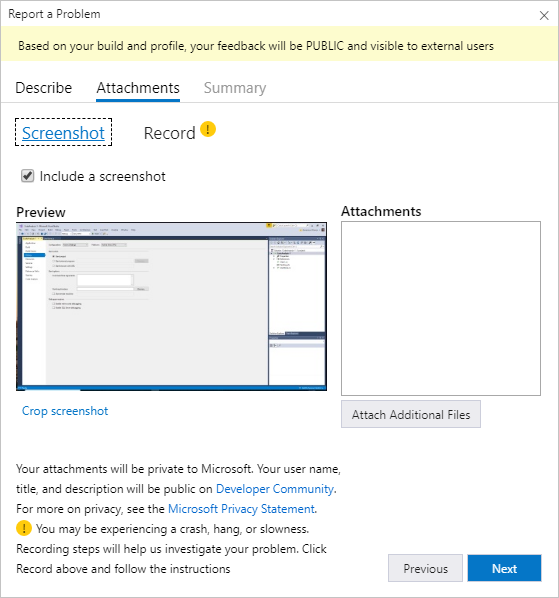 Report a Problem
Based on your build and profile, your feedback will be PUBLIC and visible to external users
Describe Attachments Summary
Screenshot Record !
Include a screenshot
Preview
Attachments
Crop screenshot
Attach Additional Files
Your attachments will be private to Microsoft. Your user name,
title, and description will be public on Developer Community.
For more on privacy, see the Microsoft Privacy Statement.
! You may be experiencing a crash, hang, or slowness.
Recording steps will help us investigate your problem. Click
Record above and follow the instructions
Previous Next